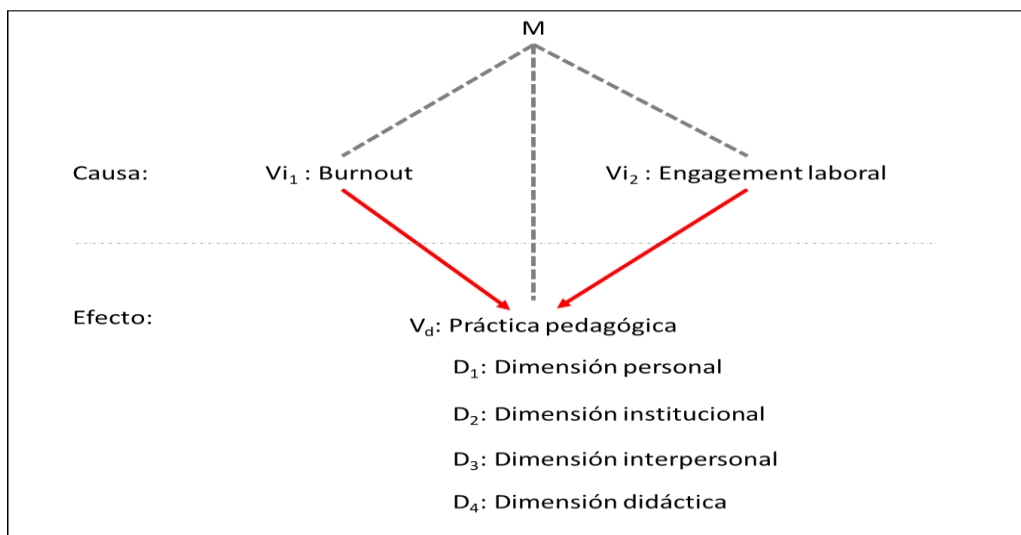 M
Causa: Vi₁ : Burnout Vi₂ : Engagement laboral
Efecto:
V_d: Práctica pedagógica
D₁: Dimensión personal
D₂: Dimensión institucional
D₃: Dimensión interpersonal
D₄: Dimensión didáctica